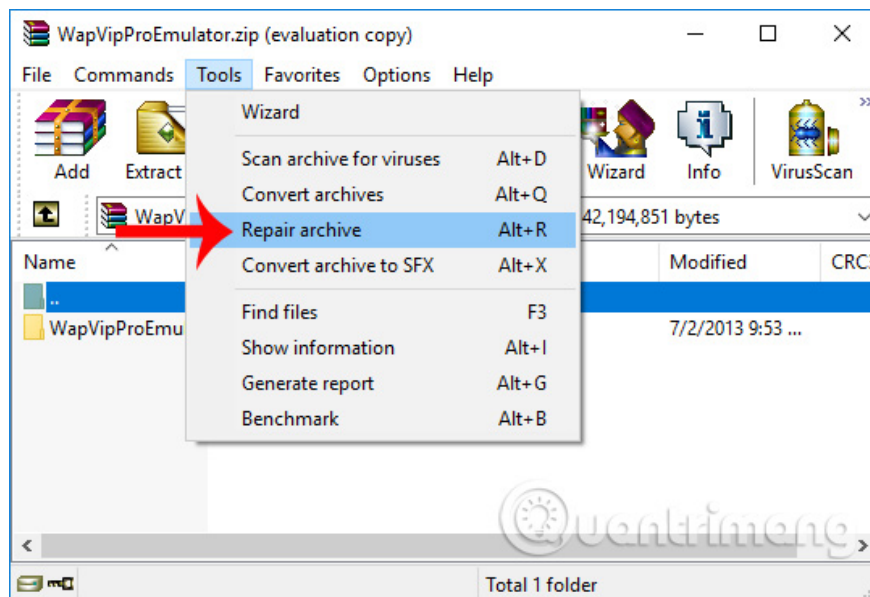 WapVipProEmulator.zip (evaluation copy)
File Commands Tools Favorites Options Help
Add Extract Wizard Info VirusScan
Wizard
Scan archive for viruses Alt+D
Convert archives Alt+Q
WapV 42,194,851 bytes
Repair archive Alt+R
Convert archive to SFX Alt+X
Name Modified CRC
..
Find files F3
WapVipProEmu 7/2/2013 9:53 ...
Show information Alt+I
Generate report Alt+G
Benchmark Alt+B
Quantrimang
Total 1 folder